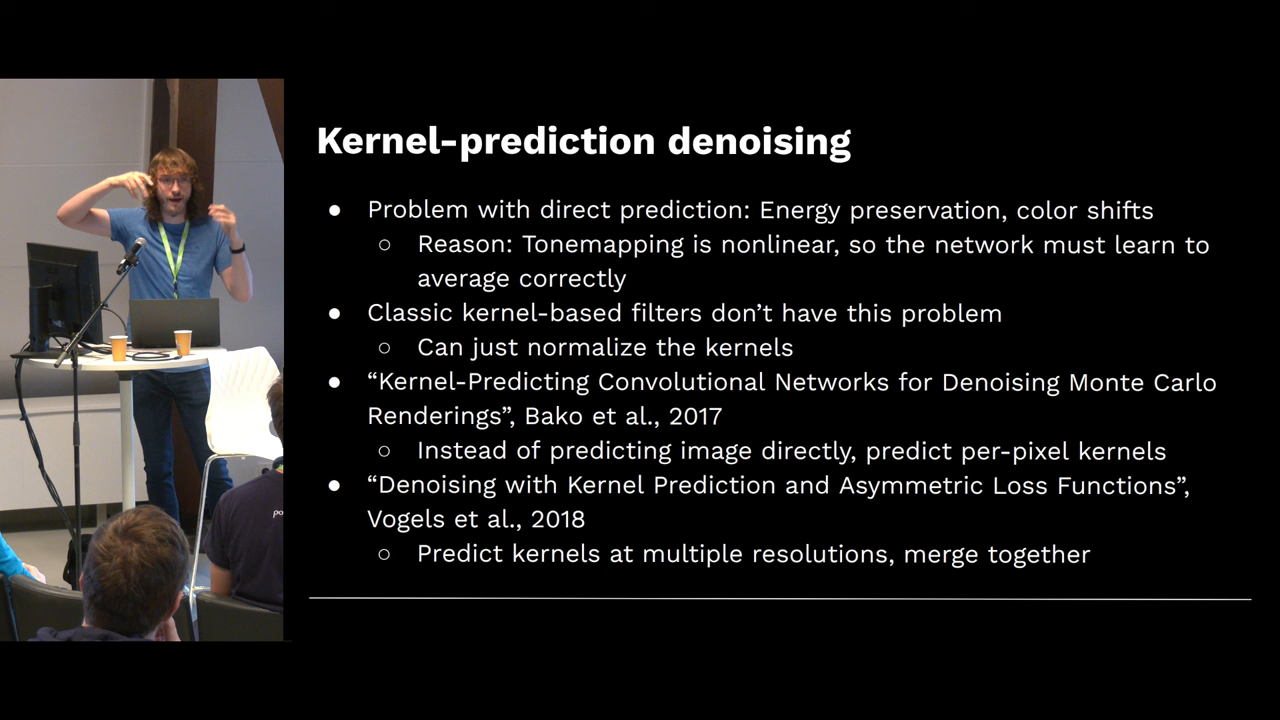 Kernel-prediction denoising
● Problem with direct prediction: Energy preservation, color shifts
○ Reason: Tonemapping is nonlinear, so the network must learn to
average correctly
● Classic kernel-based filters don’t have this problem
○ Can just normalize the kernels
● “Kernel-Predicting Convolutional Networks for Denoising Monte Carlo
Renderings”, Bako et al., 2017
○ Instead of predicting image directly, predict per-pixel kernels
● “Denoising with Kernel Prediction and Asymmetric Loss Functions”,
Vogels et al., 2018
○ Predict kernels at multiple resolutions, merge together